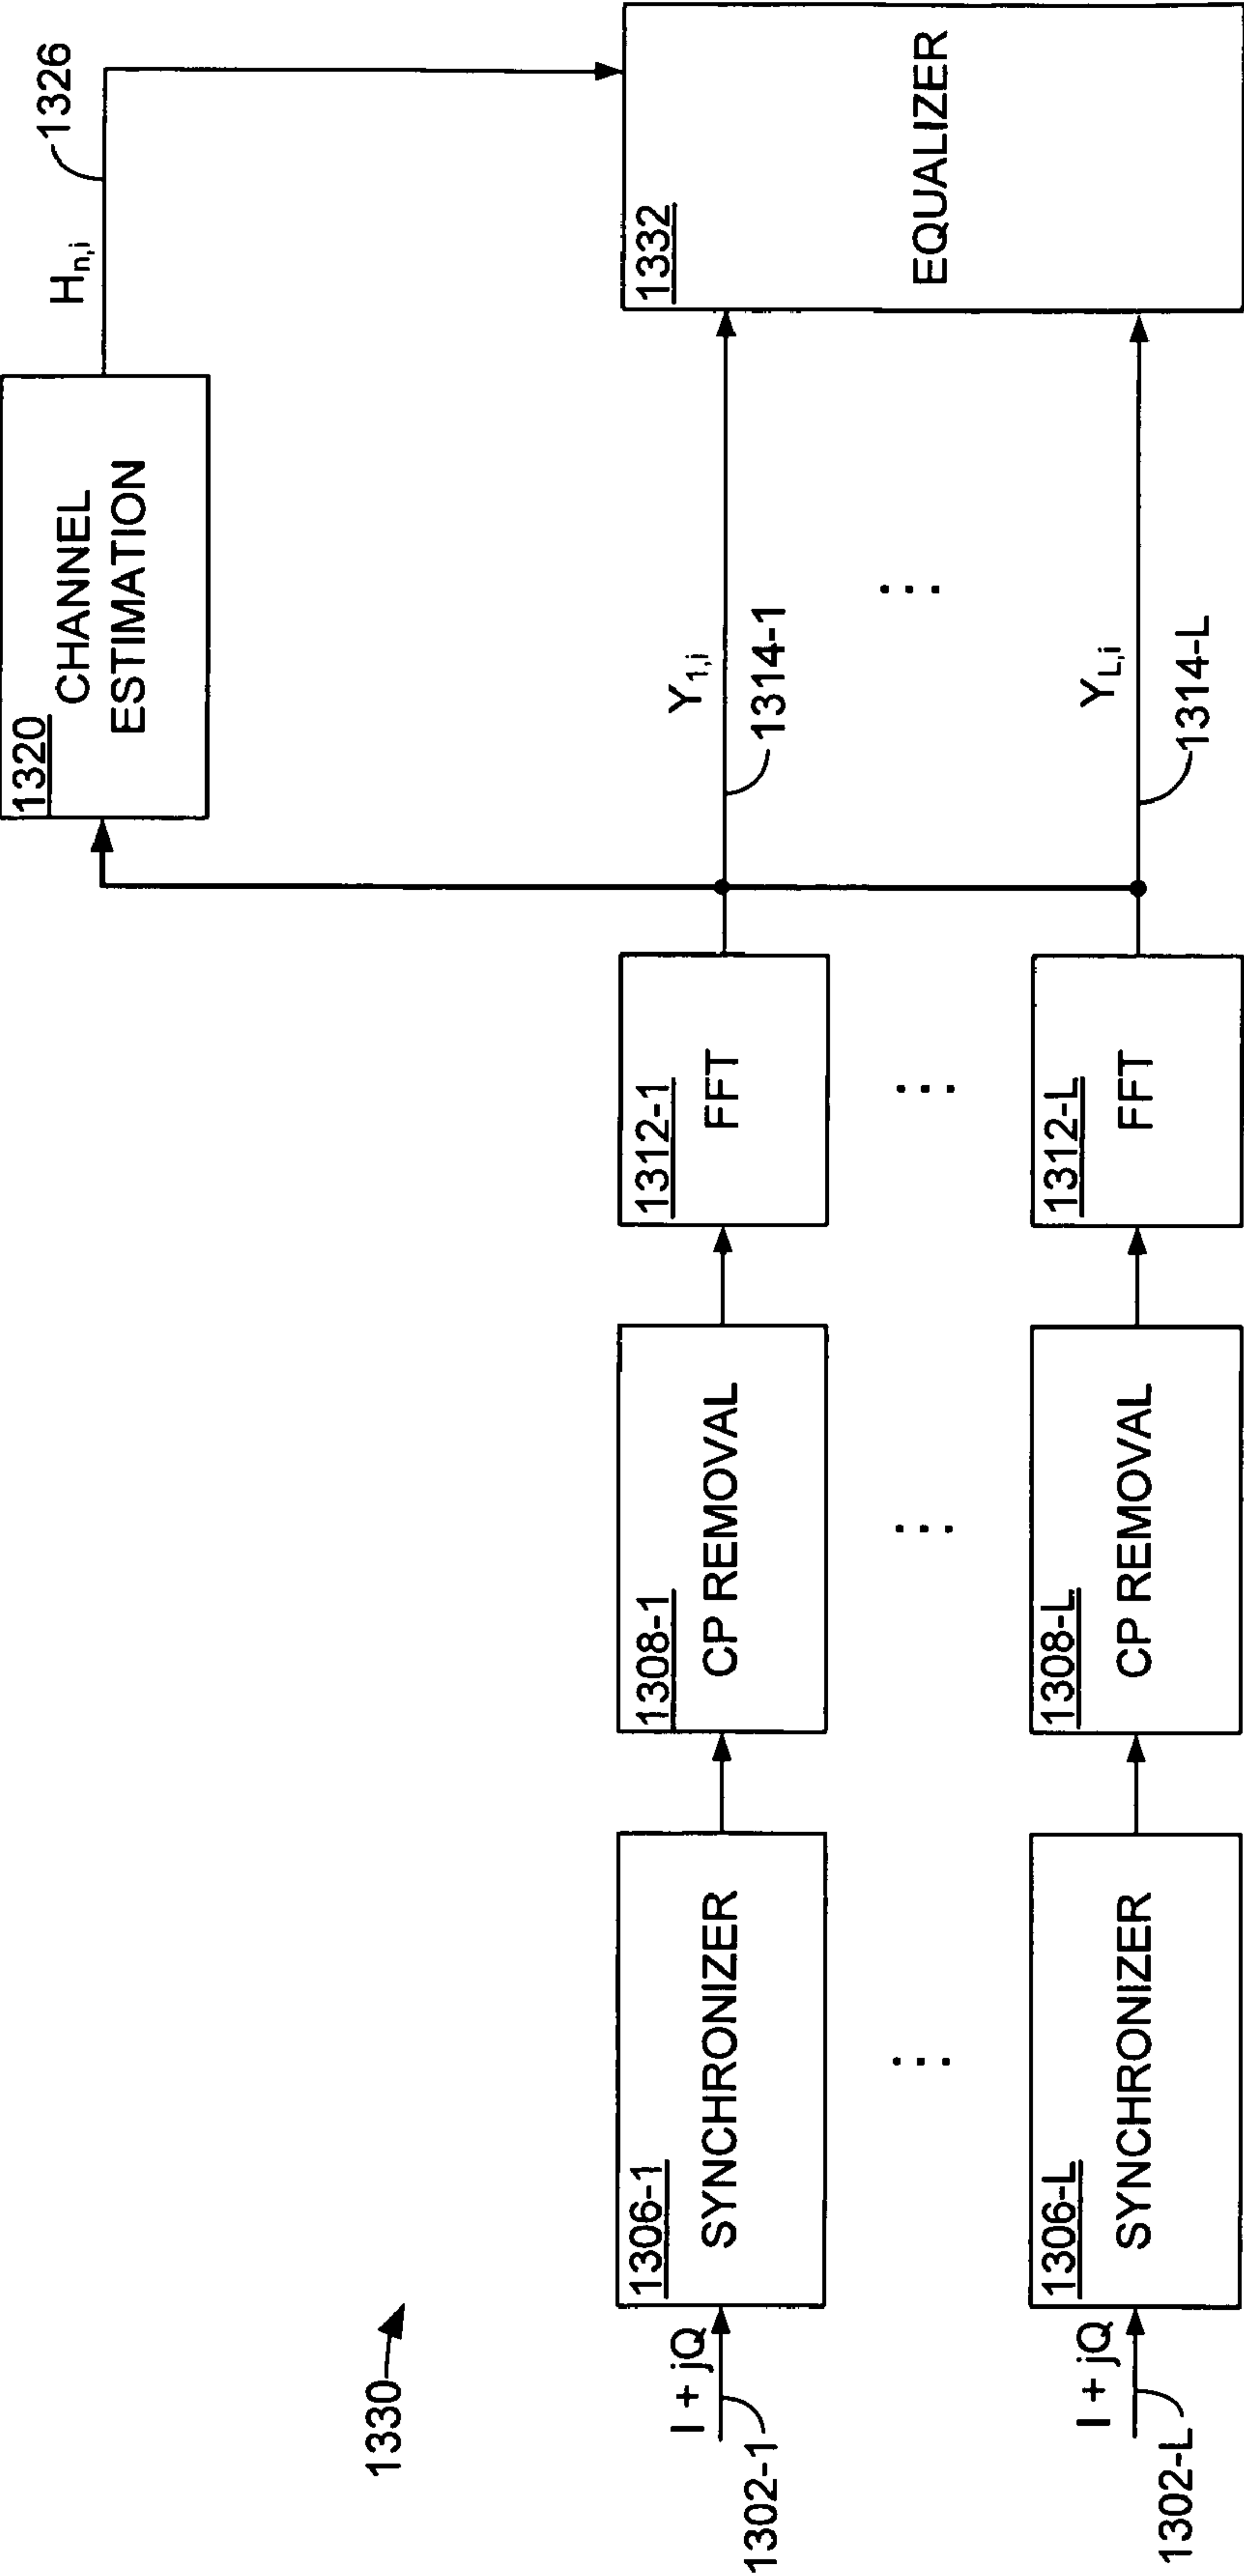 1330
1320
CHANNEL
ESTIMATION
Hn,i
1326
I + jQ
1302-1
1306-1
SYNCHRONIZER
1308-1
CP REMOVAL
1312-1
FFT
Y1,i
1314-1
1332
EQUALIZER
...
...
...
...
I + jQ
1302-L
1306-L
SYNCHRONIZER
1308-L
CP REMOVAL
1312-L
FFT
YL,i
1314-L